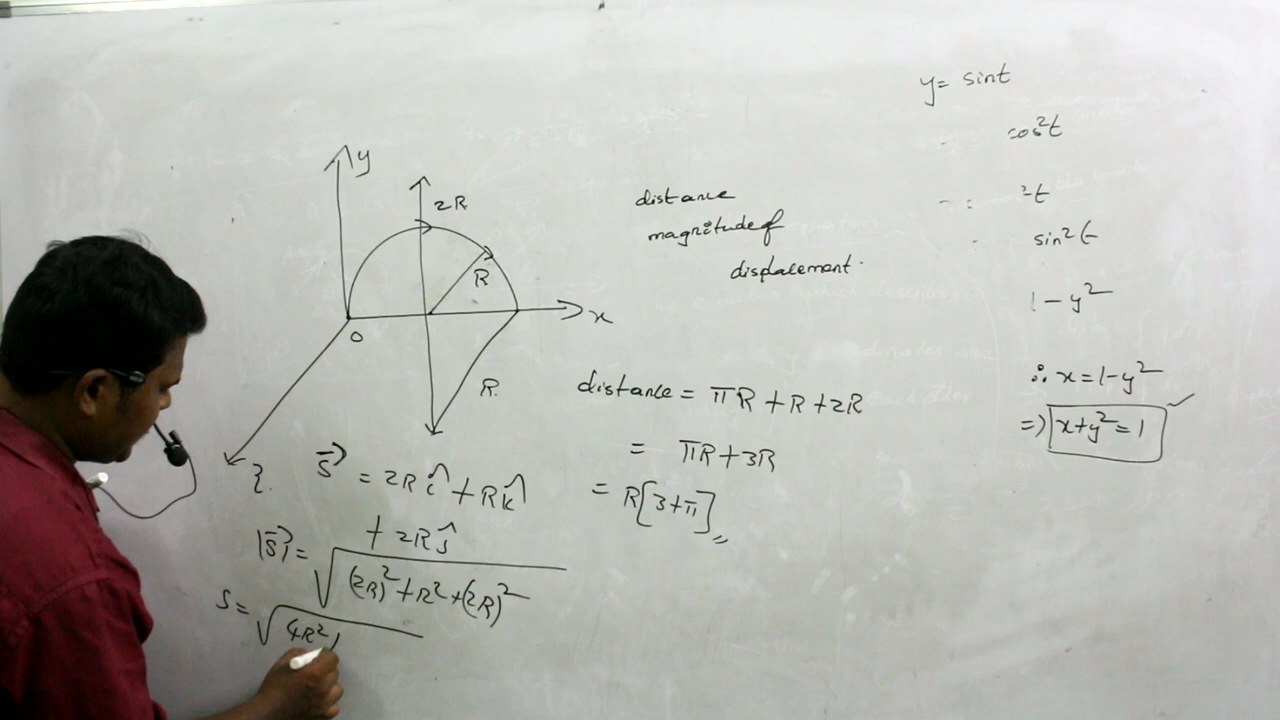 y
2R
R
x
O
R
z
S⃗ = 2R î + R k̂
+ 2R ĵ
|S⃗| = √((2R)² + R² + (2R)²)
S = √(4R²
distance
magnitude of
displacement.
distance = πR + R + 2R
= πR + 3R
= R[3+π]
y = sint
cos²t
²t
sin²t
1 - y²
∴ x = 1 - y²
⇒ x + y² = 1 ✓